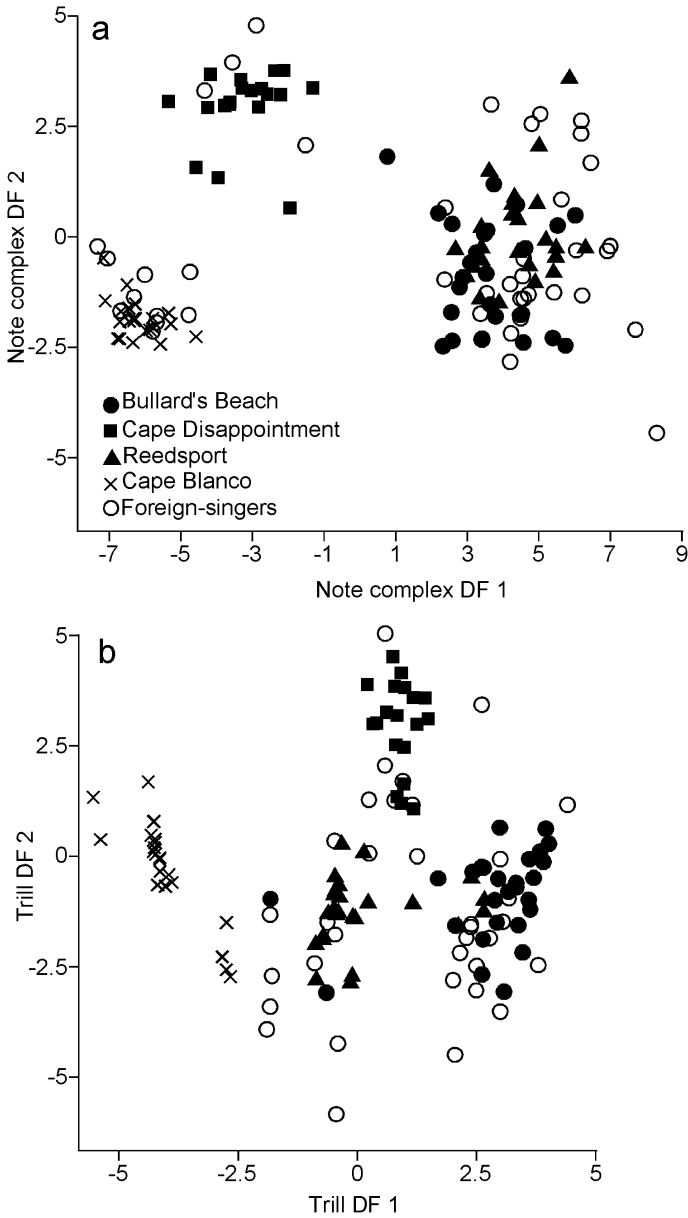 a
5
2.5
0
-2.5
-5
Note complex DF 2
Bullard's Beach
Cape Disappointment
Reedsport
Cape Blanco
Foreign-singers
-7 -5 -3 -1 1 3 5 7 9
Note complex DF 1
b
5
2.5
0
-2.5
-5
Trill DF 2
-5 -2.5 0 2.5 5
Trill DF 1